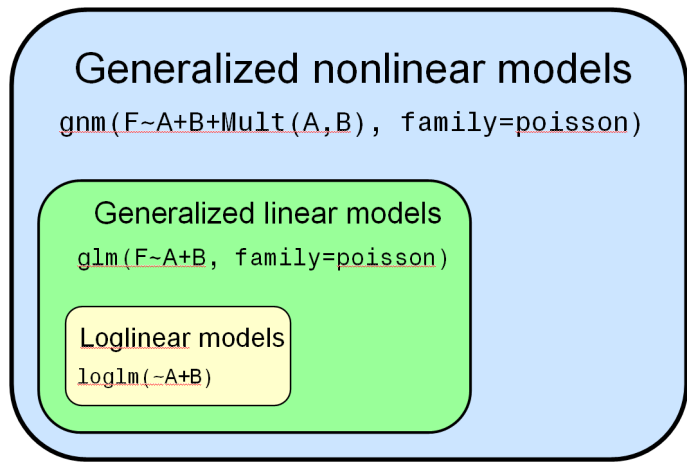 Generalized nonlinear models
gnm(F~A+B+Mult(A,B), family=poisson)
Generalized linear models
glm(F~A+B, family=poisson)
Loglinear models
loglm(~A+B)